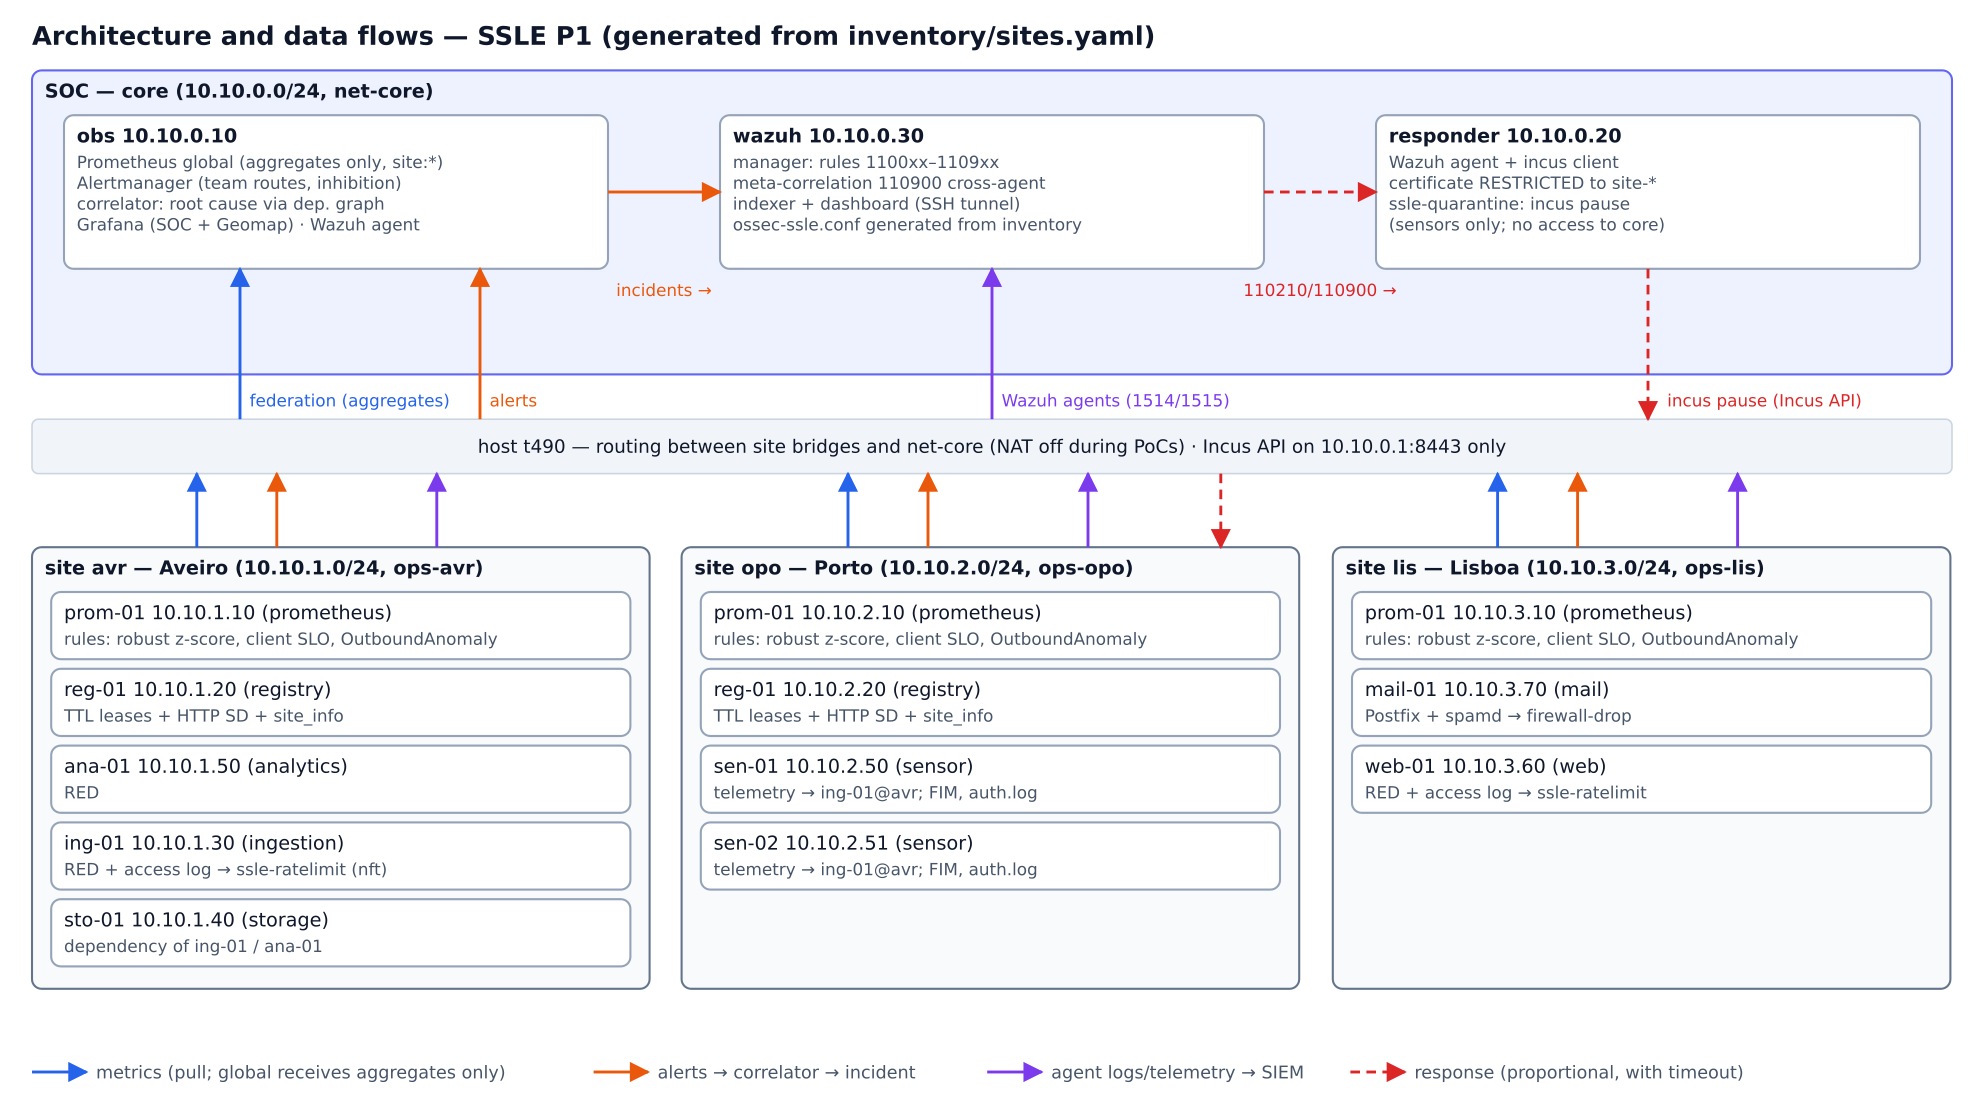 Architecture and data flows — SSLE P1 (generated from inventory/sites.yaml)
SOC — core (10.10.0.0/24, net-core)
obs 10.10.0.10
Prometheus global (aggregates only, site:*)
Alertmanager (team routes, inhibition)
correlator: root cause via dep. graph
Grafana (SOC + Geomap) · Wazuh agent
wazuh 10.10.0.30
manager: rules 1100xx–1109xx
meta-correlation 110900 cross-agent
indexer + dashboard (SSH tunnel)
ossec-ssle.conf generated from inventory
responder 10.10.0.20
Wazuh agent + incus client
certificate RESTRICTED to site-*
ssle-quarantine: incus pause
(sensors only; no access to core)
incidents →
110210/110900 →
federation (aggregates)
alerts
Wazuh agents (1514/1515)
incus pause (Incus API)
host t490 — routing between site bridges and net-core (NAT off during PoCs) · Incus API on 10.10.0.1:8443 only
site avr — Aveiro (10.10.1.0/24, ops-avr)
prom-01 10.10.1.10 (prometheus)
rules: robust z-score, client SLO, OutboundAnomaly
reg-01 10.10.1.20 (registry)
TTL leases + HTTP SD + site_info
ana-01 10.10.1.50 (analytics)
RED
ing-01 10.10.1.30 (ingestion)
RED + access log → ssle-ratelimit (nft)
sto-01 10.10.1.40 (storage)
dependency of ing-01 / ana-01
site opo — Porto (10.10.2.0/24, ops-opo)
prom-01 10.10.2.10 (prometheus)
rules: robust z-score, client SLO, OutboundAnomaly
reg-01 10.10.2.20 (registry)
TTL leases + HTTP SD + site_info
sen-01 10.10.2.50 (sensor)
telemetry → ing-01@avr; FIM, auth.log
sen-02 10.10.2.51 (sensor)
telemetry → ing-01@avr; FIM, auth.log
site lis — Lisboa (10.10.3.0/24, ops-lis)
prom-01 10.10.3.10 (prometheus)
rules: robust z-score, client SLO, OutboundAnomaly
mail-01 10.10.3.70 (mail)
Postfix + spamd → firewall-drop
web-01 10.10.3.60 (web)
RED + access log → ssle-ratelimit
metrics (pull; global receives aggregates only)
alerts → correlator → incident
agent logs/telemetry → SIEM
response (proportional, with timeout)